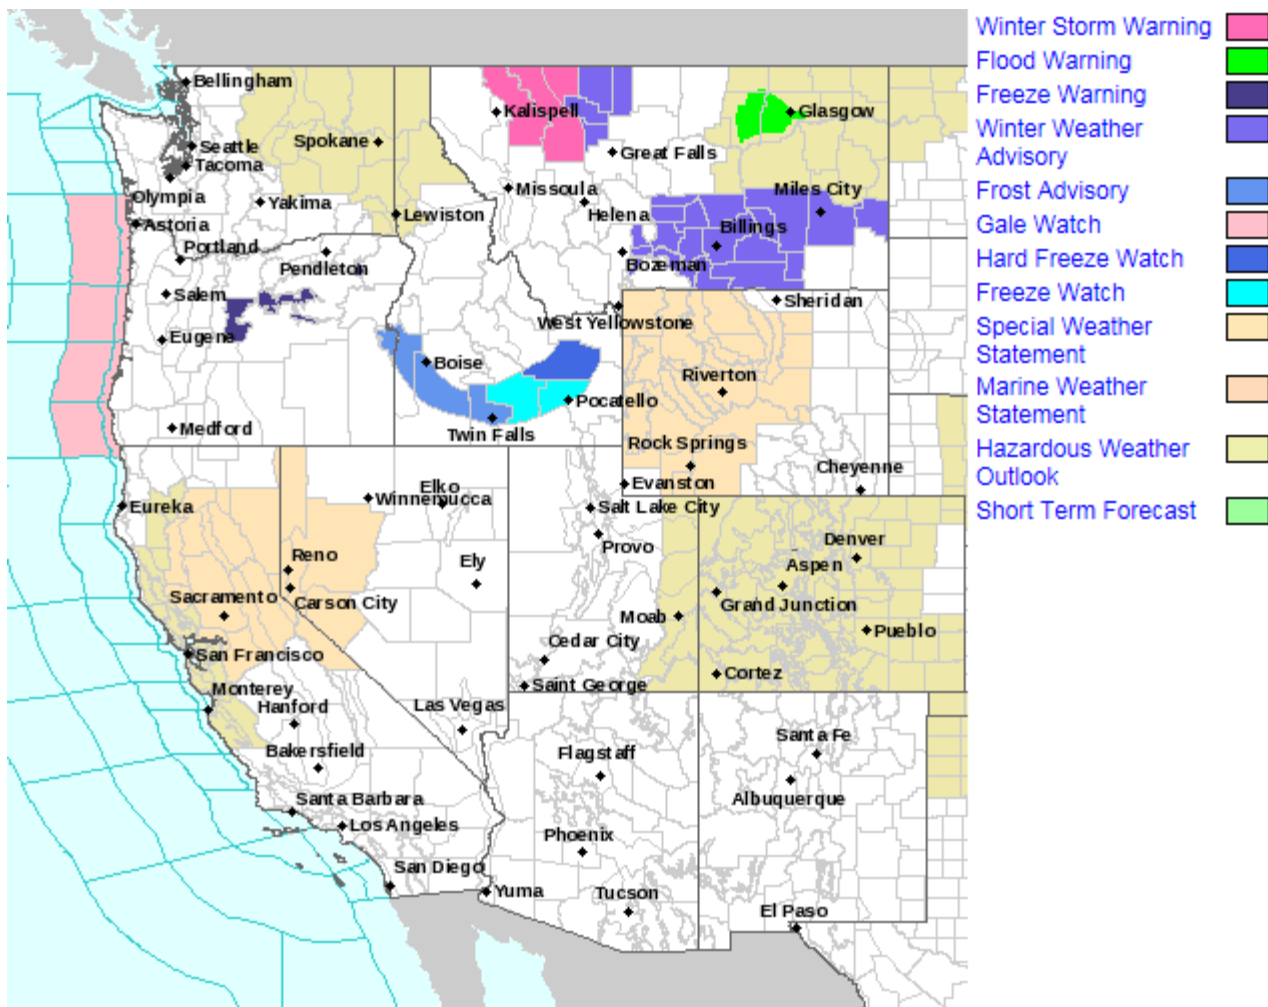 Winter Storm Warning
Flood Warning
Freeze Warning
Winter Weather
Advisory
Frost Advisory
Gale Watch
Hard Freeze Watch
Freeze Watch
Special Weather
Statement
Marine Weather
Statement
Hazardous Weather
Outlook
Short Term Forecast
Bellingham
Kalispell
Glasgow
Seattle
Spokane
Great Falls
Tacoma
Olympia
Yakima
Lewiston
Missoula
Helena
Miles City
Astoria
Portland
Pendleton
Billings
Bozeman
Salem
Sheridan
Eugene
West Yellowstone
Boise
Riverton
Pocatello
Medford
Twin Falls
Rock Springs
Cheyenne
Evanston
Eureka
Elko
Winnemucca
Salt Lake City
Provo
Denver
Reno
Ely
Aspen
Sacramento
Carson City
Grand Junction
Moab
Pueblo
San Francisco
Cedar City
Cortez
Saint George
Monterey
Hanford
Las Vegas
Bakersfield
Flagstaff
Santa Fe
Albuquerque
Santa Barbara
Los Angeles
Phoenix
San Diego
Yuma
Tucson
El Paso